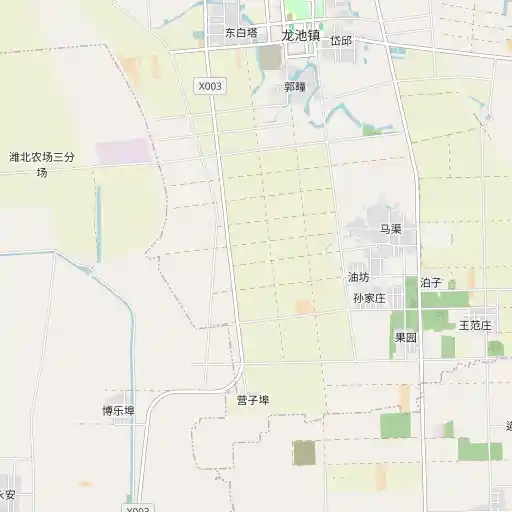 东白塔
龙池镇
岱邱
X003
郭疃
潍北农场三分
场
马渠
油坊
泊子
孙家庄
王范庄
果园
营子埠
博乐埠
永安
X003